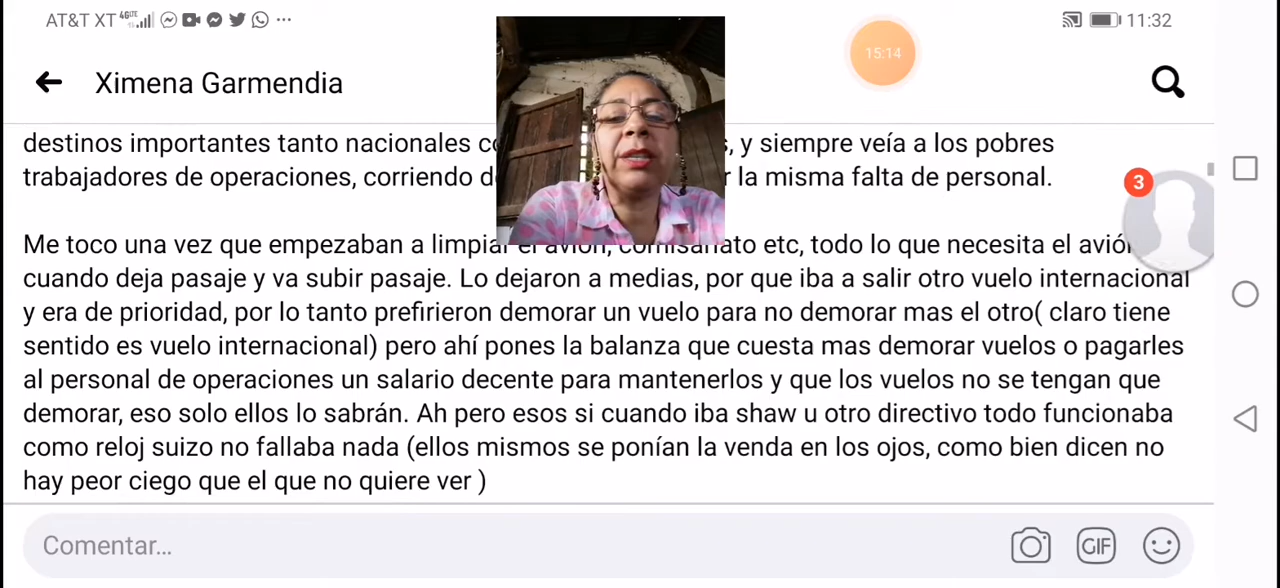 AT&T XT 4G LTE ... 11:32
15:14
Ximena Garmendia
destinos importantes tanto nacionales , y siempre veía a los pobres
3
trabajadores de operaciones, corriendo la misma falta de personal.
Me toco una vez que empezaban a limpiar el avión, comisariato etc, todo lo que necesita el avión
cuando deja pasaje y va subir pasaje. Lo dejaron a medias, por que iba a salir otro vuelo internacional
y era de prioridad, por lo tanto prefirieron demorar un vuelo para no demorar mas el otro( claro tiene
sentido es vuelo internacional) pero ahí pones la balanza que cuesta mas demorar vuelos o pagarles
al personal de operaciones un salario decente para mantenerlos y que los vuelos no se tengan que
demorar, eso solo ellos lo sabrán. Ah pero esos si cuando iba shaw u otro directivo todo funcionaba
como reloj suizo no fallaba nada (ellos mismos se ponían la venda en los ojos, como bien dicen no
hay peor ciego que el que no quiere ver )
Comentar...
GIF